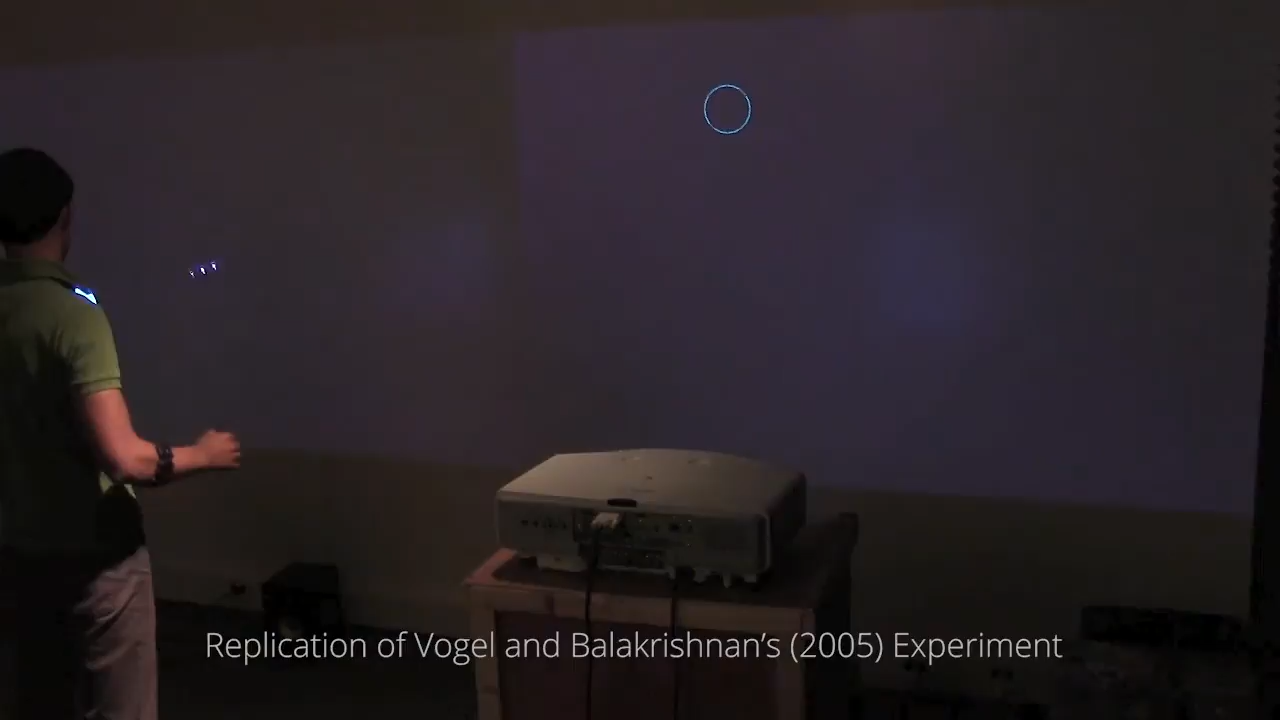 Replication of Vogel and Balakrishnan’s (2005) Experiment